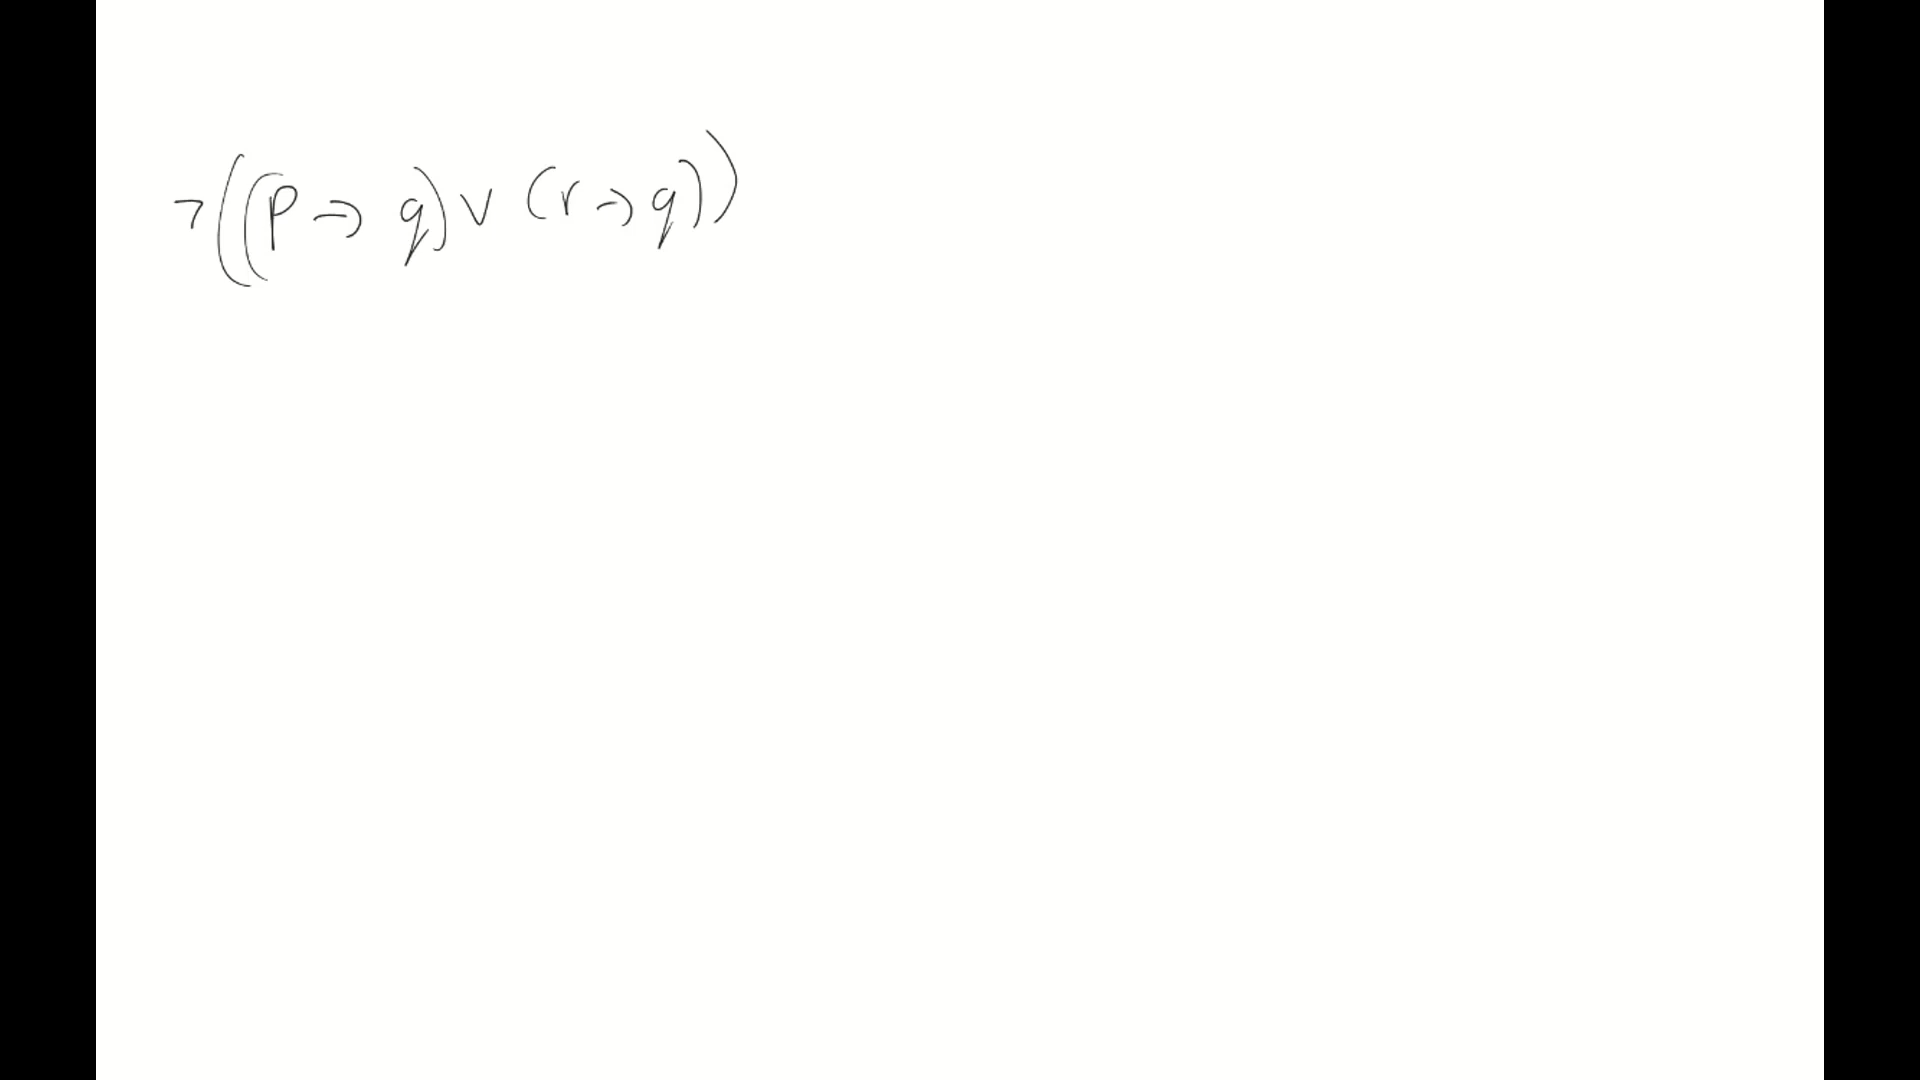 ¬((p → q) ∨ (r → q))